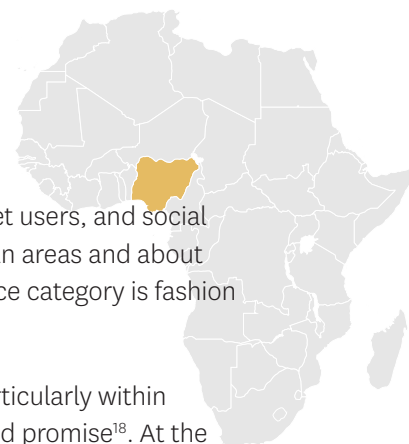 et users, and social
n areas and about
ce category is fashion
rticularly within
d promise¹⁸. At the